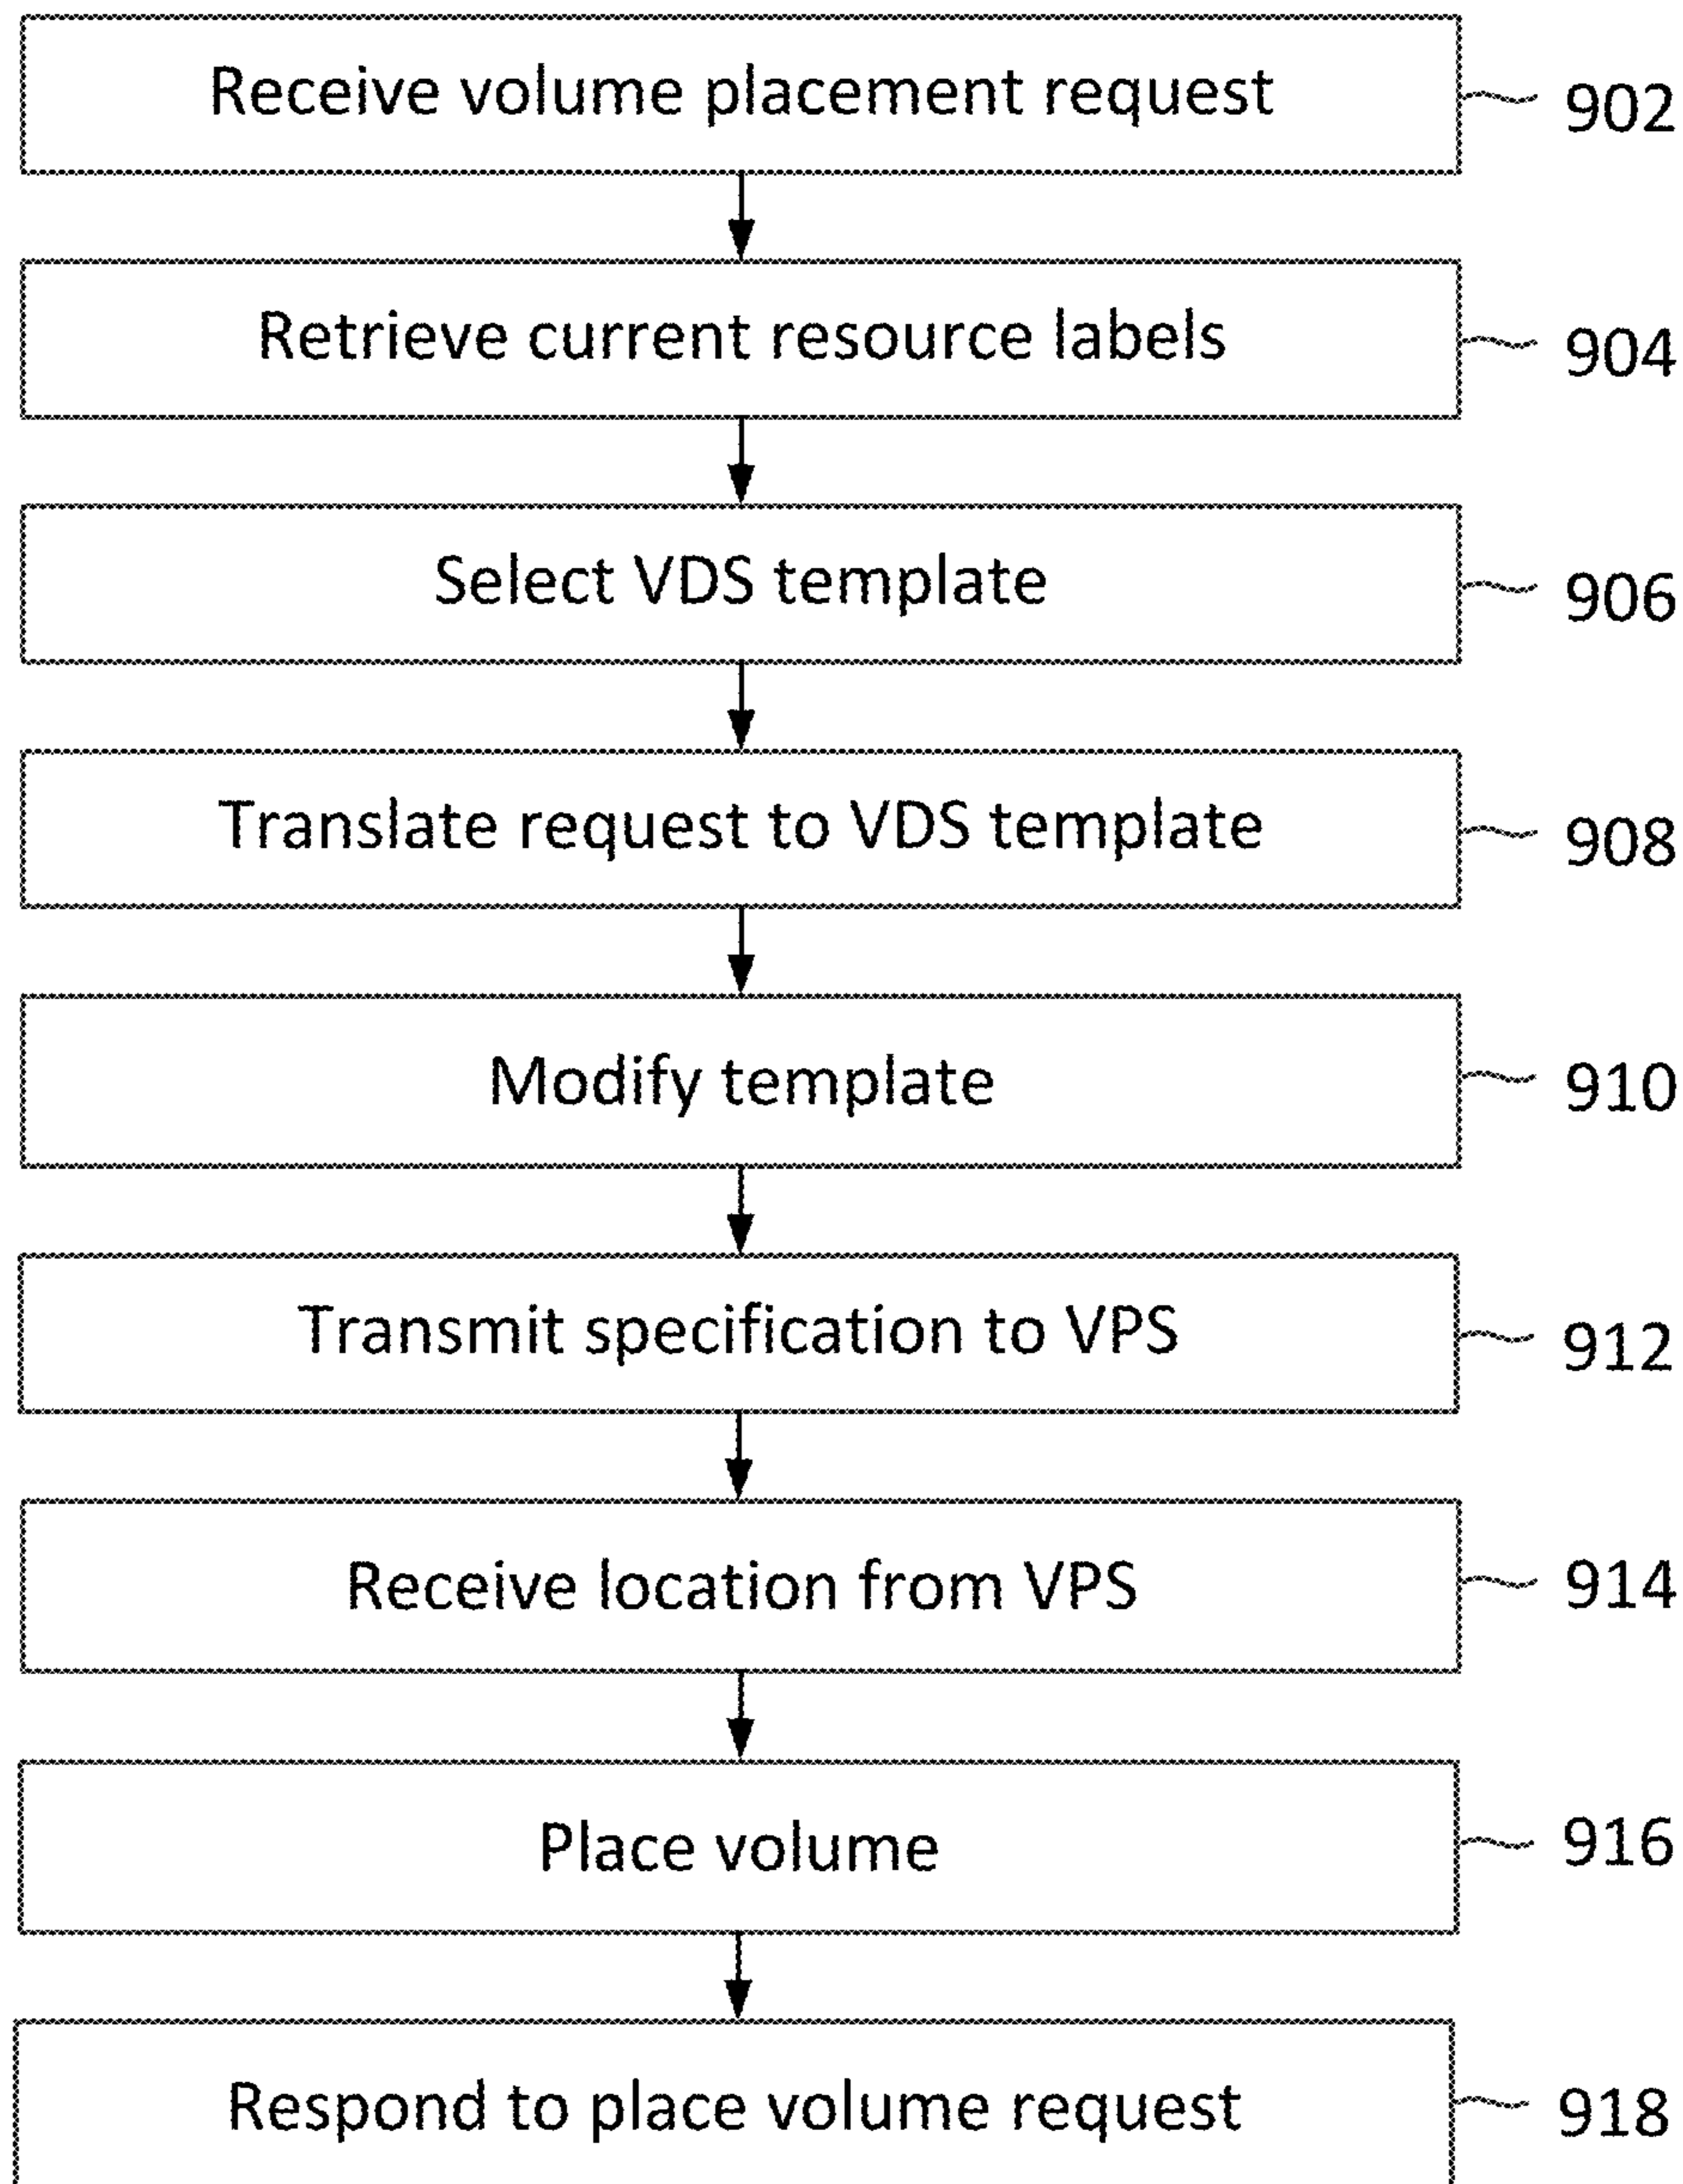 Receive volume placement request 902
Retrieve current resource labels 904
Select VDS template 906
Translate request to VDS template 908
Modify template 910
Transmit specification to VPS 912
Receive location from VPS 914
Place volume 916
Respond to place volume request 918